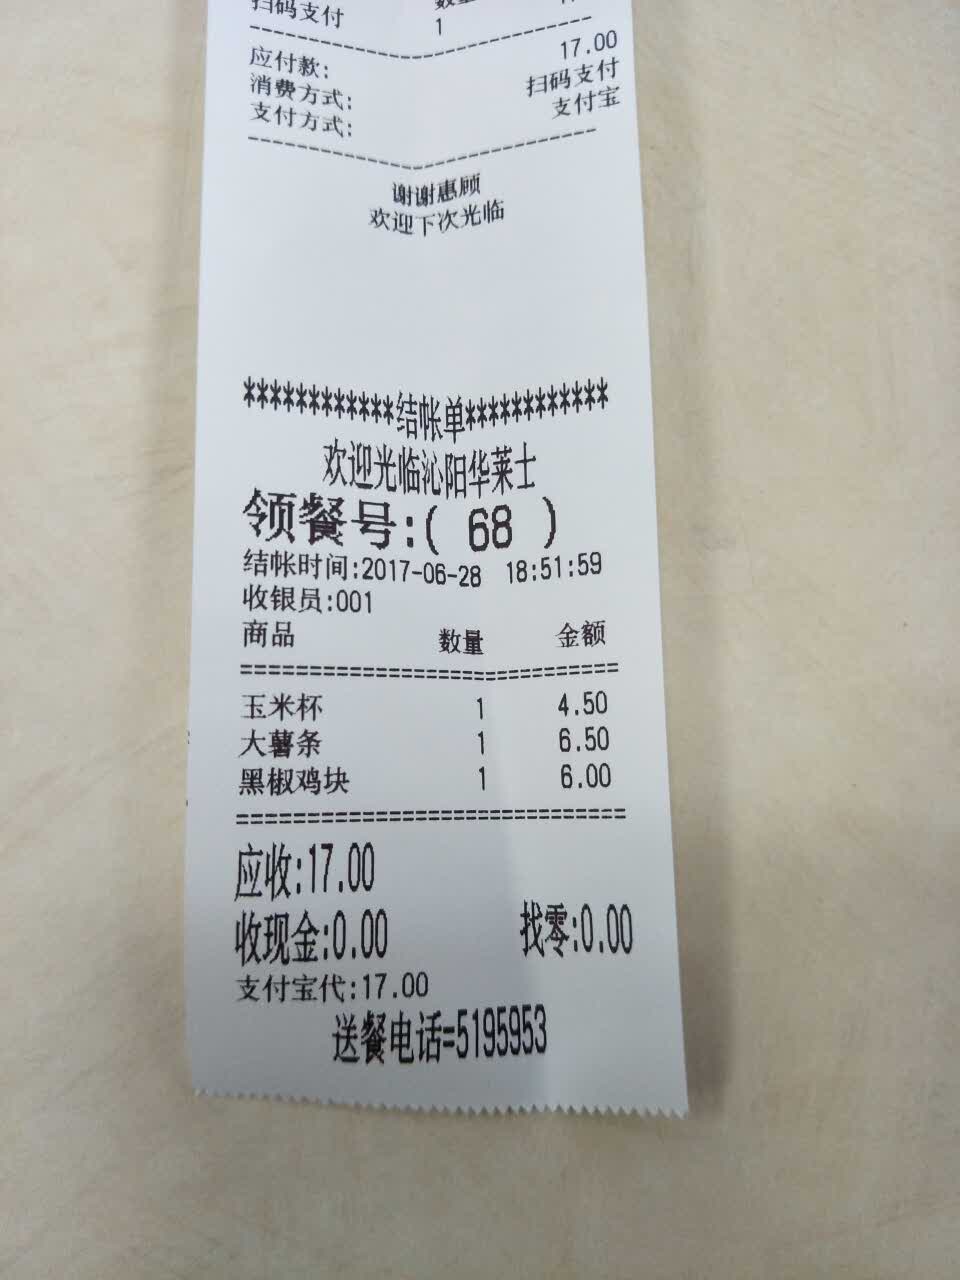 扫码支付 数量
1
应付款: 17.00
消费方式: 扫码支付
支付方式: 支付宝
谢谢惠顾
欢迎下次光临
************结帐单************
欢迎光临沁阳华莱士
领餐号:( 68 )
结帐时间:2017-06-28 18:51:59
收银员:001
商品 数量 金额
玉米杯 1 4.50
大薯条 1 6.50
黑椒鸡块 1 6.00
应收:17.00
收现金:0.00 找零:0.00
支付宝代:17.00
送餐电话=5195953